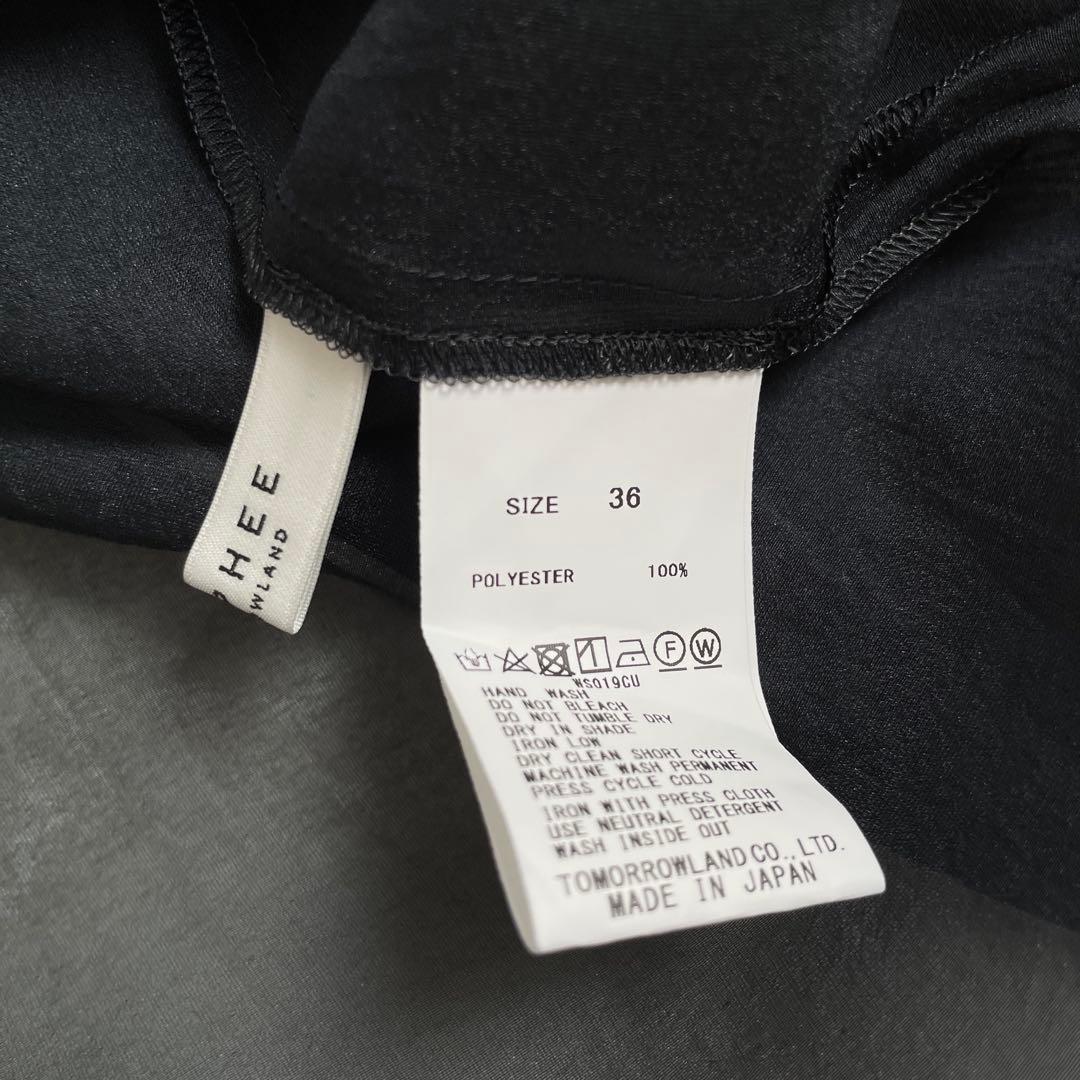 HEE
WLAND
SIZE 36
POLYESTER 100%
F W
WS019CU
HAND WASH
DO NOT BLEACH
DO NOT TUMBLE DRY
DRY IN SHADE
IRON LOW
DRY CLEAN SHORT CYCLE
MACHINE WASH PERMANENT
PRESS CYCLE COLD
IRON WITH PRESS CLOTH
USE NEUTRAL DETERGENT
WASH INSIDE OUT
TOMORROWLAND CO.,LTD.
MADE IN JAPAN